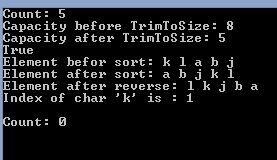 Count: 5
Capacity before TrimToSize: 8
Capacity after TrimToSize: 5
True
Element befor sort: k l a b j
Element after sort: a b j k l
Element after reverse: l k j b a
Index of char 'k' is : 1
Count: 0